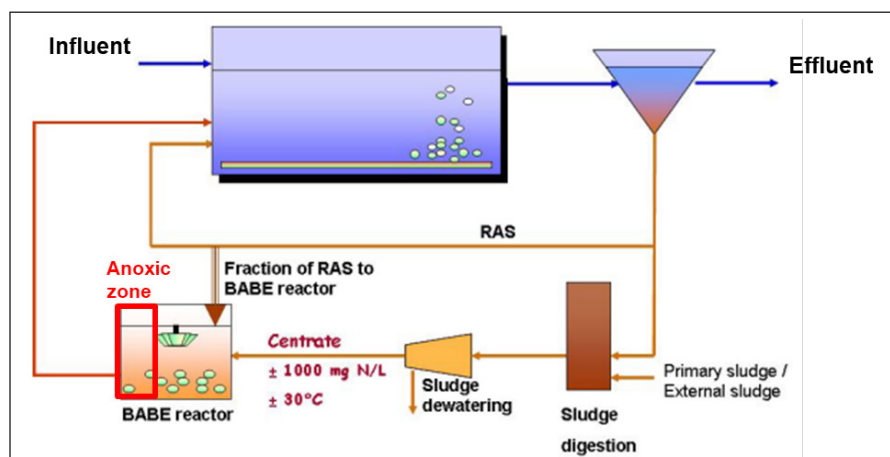 Influent
Effluent
RAS
Anoxic
zone
Fraction of RAS to
BABE reactor
Centrate
± 1000 mg N/L
± 30°C
BABE reactor
Sludge
dewatering
Sludge
digestion
Primary sludge /
External sludge